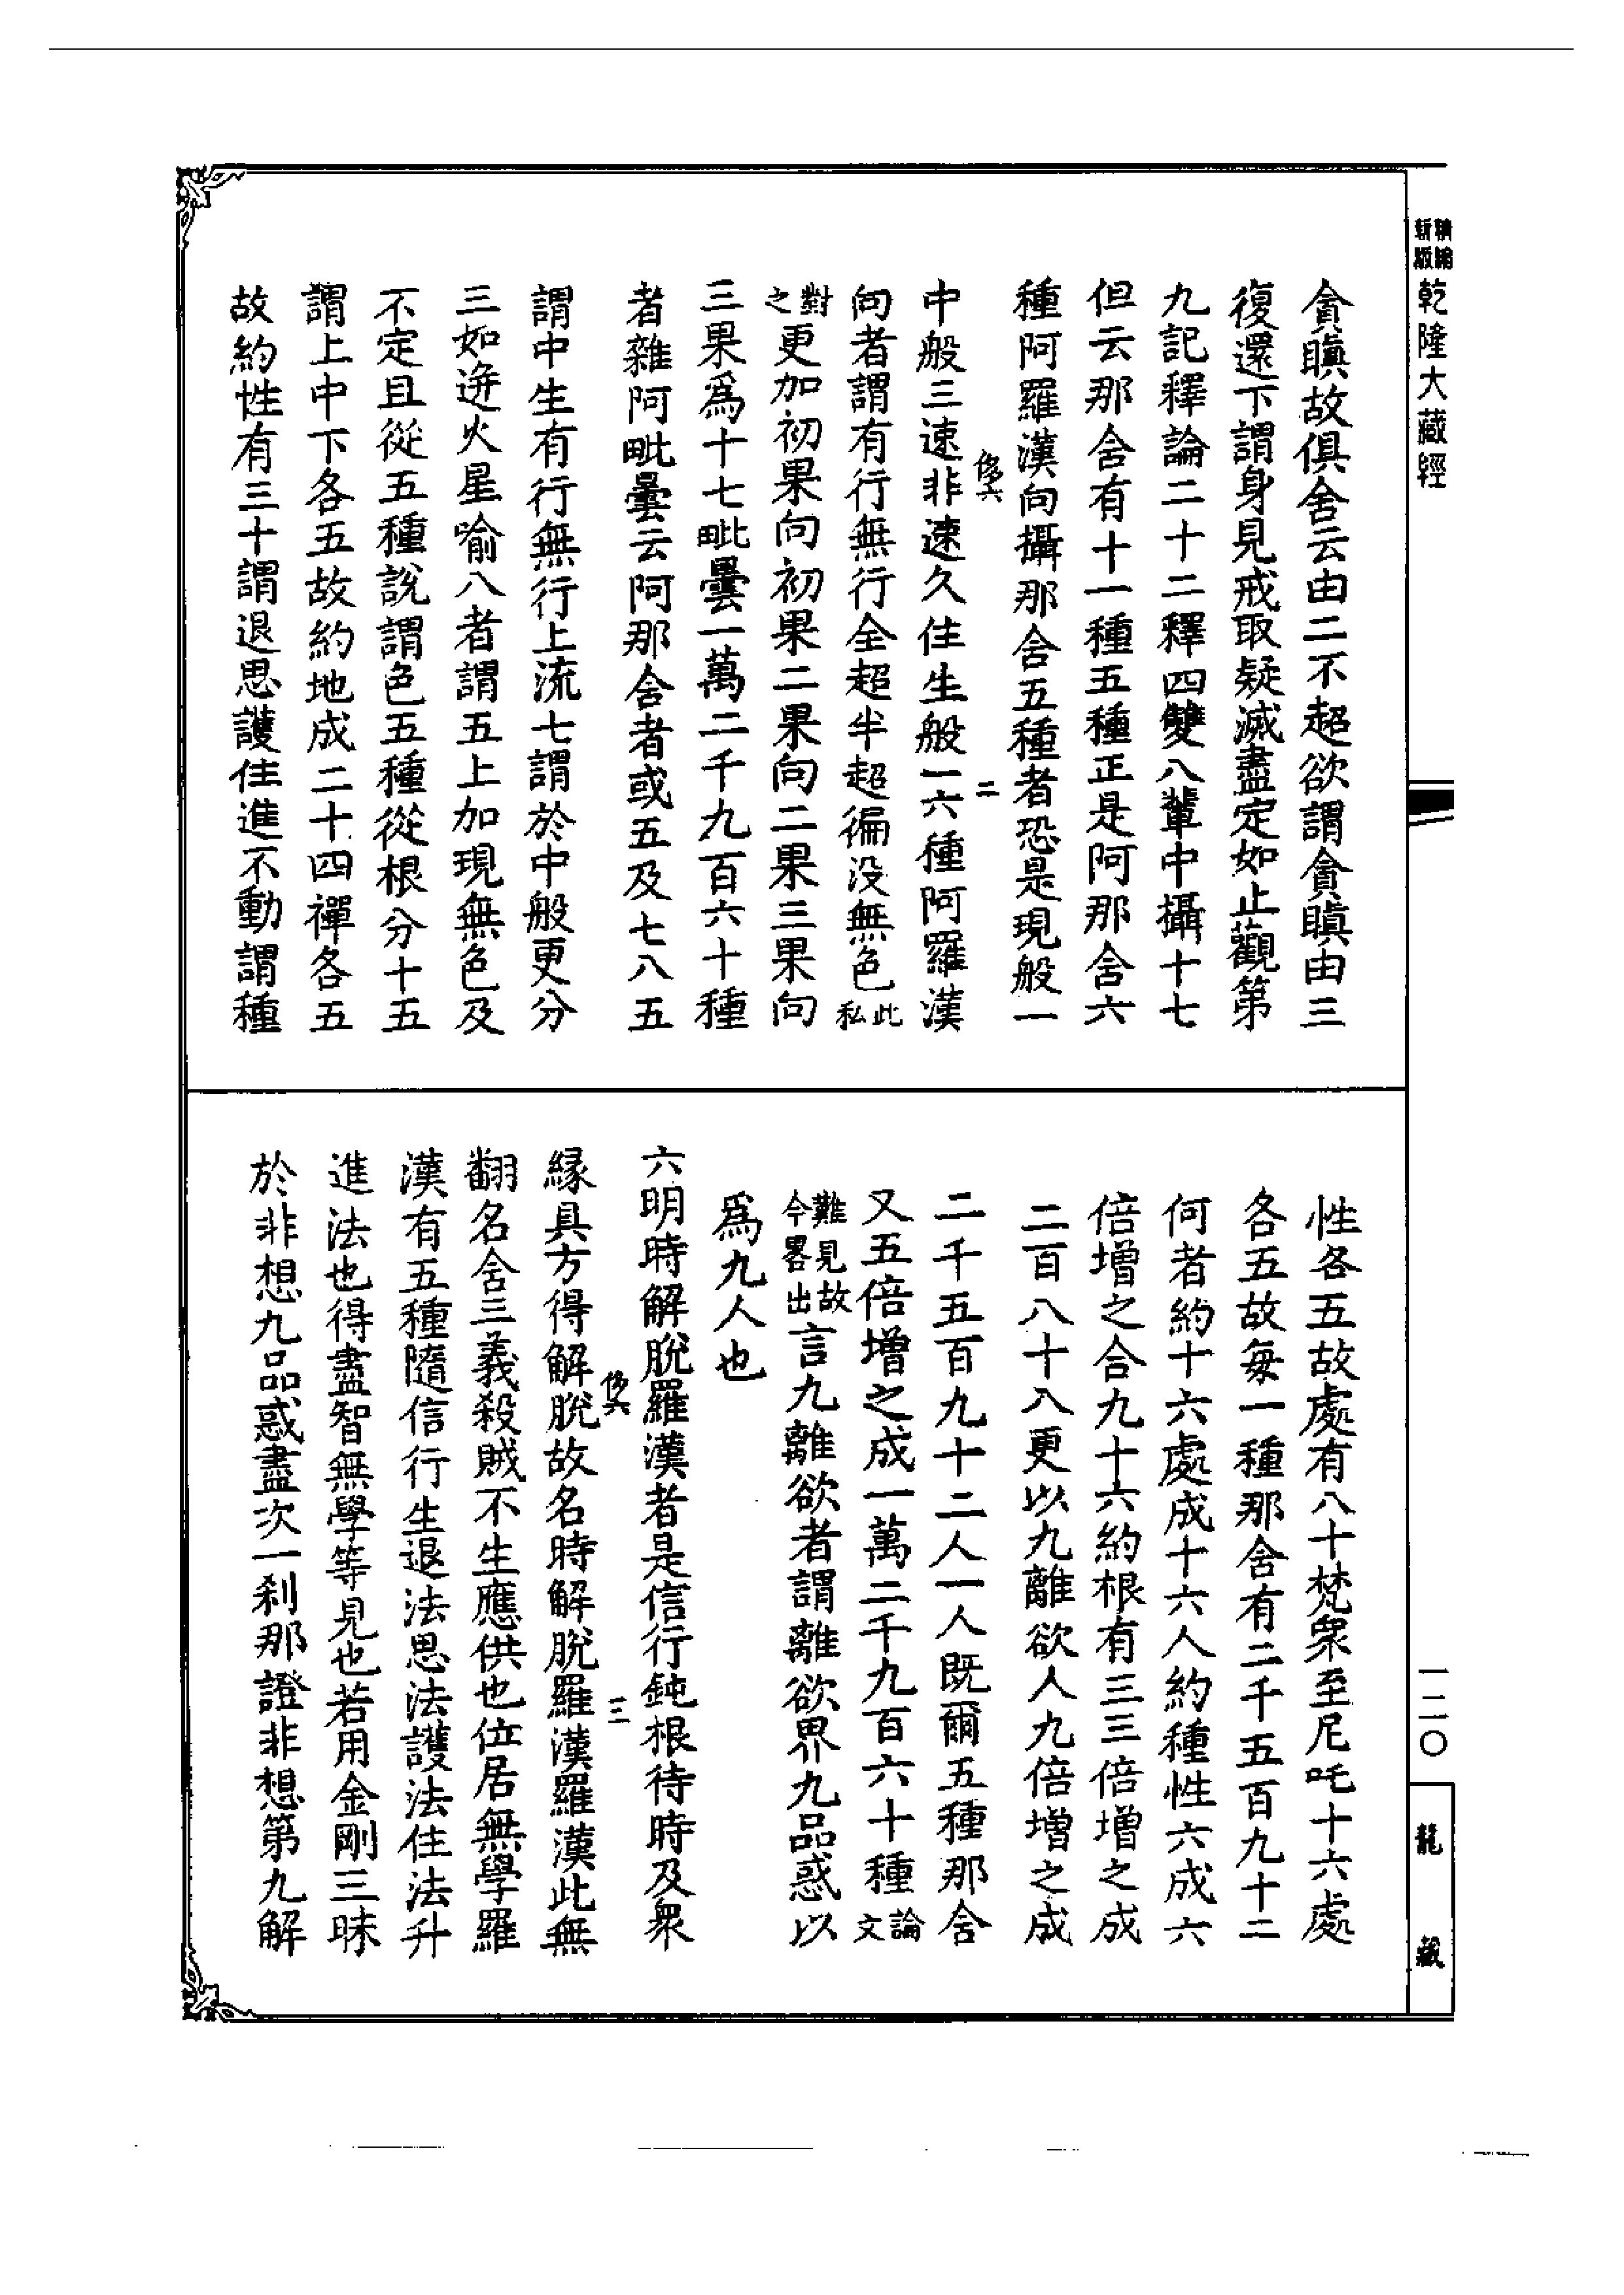 精編新版
乾隆大藏經
貪瞋故俱舍云由二不超欲謂貪瞋由三
復還下謂身見戒取疑滅盡定如止觀第
九記釋論二十二釋四雙八輩中攝十七
但云那舍有十一種五種正是阿那舍六
種阿羅漢向攝那舍五種者恐是現般一
二
中般三速非速久住生般一六種阿羅漢
向者謂有行無行全超半超徧没無色此私
對之更加初果向初果二果向二果三果向
三果爲十七毗曇一萬二千九百六十種
者雜阿毗曇云阿那舍者或五及七八五
謂中生有行無行上流七謂於中般更分
三如迸火星喻八者謂五上加現無色及
不定且從五種説謂色五種從根分十五
謂上中下各五故約地成二十四禪各五
故約性有三十謂退思護住進不動謂種
性各五故處有八十梵衆至尼吒十六處
各五故每一種那舍有二千五百九十二
何者約十六處成十六人約種性六成六
倍增之合九十六約根有三三倍增之成
二百八十八更以九離欲人九倍增之成
二千五百九十二人一人既爾五種那舍
又五倍增之成一萬二千九百六十種論文
難見故今畧出言九離欲者謂離欲界九品惑以
爲九人也
六明時解脱羅漢者是信行鈍根待時及衆
三
緣具方得解脱故名時解脱羅漢羅漢此無
翻名含三義殺賊不生應供也位居無學羅
漢有五種隨信行生退法思法護法住法升
進法也得盡智無學等見也若用金剛三昧
於非想九品惑盡次一刹那證非想第九解
一二〇
龍藏